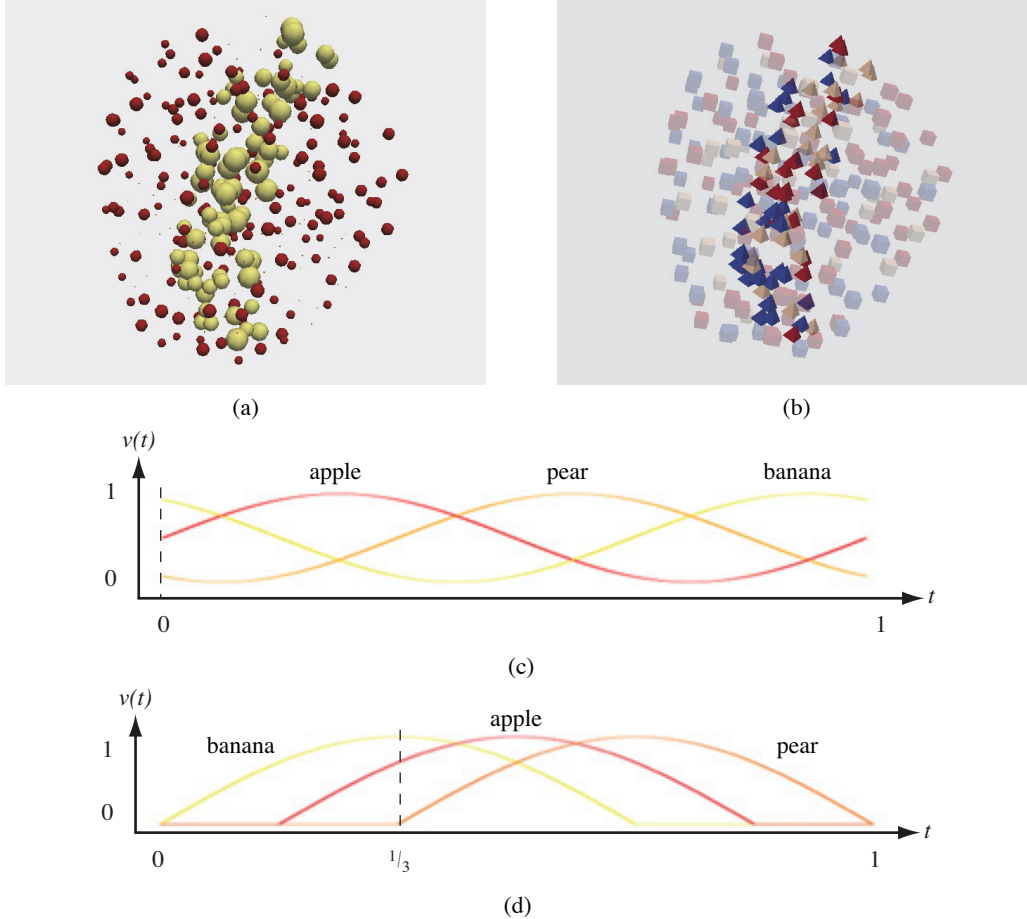 (a)
(b)
v(t)
apple
pear
banana
1
0
t
0
1
(c)
v(t)
apple
banana
pear
1
0
t
0
1/3
1
(d)